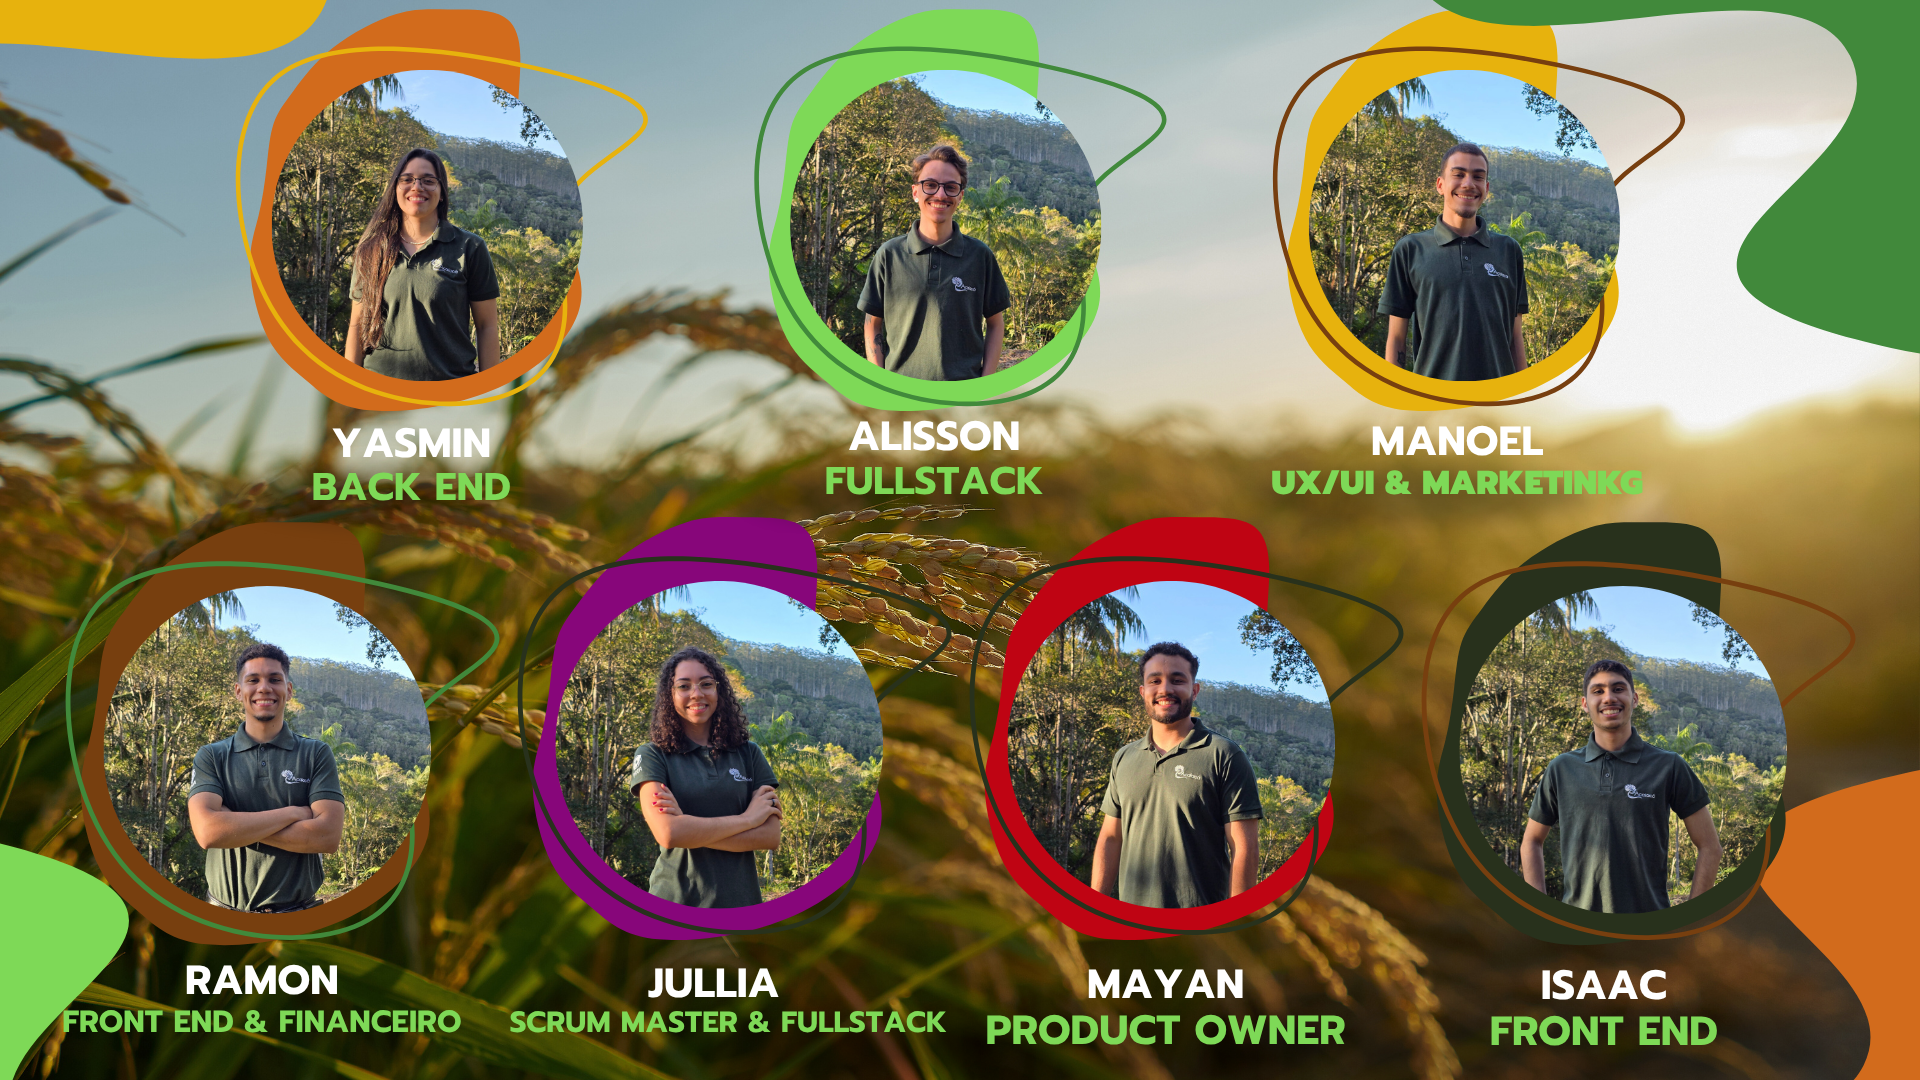 YASMIN
BACK END
ALISSON
FULLSTACK
MANOEL
UX/UI & MARKETINKG
RAMON
FRONT END & FINANCEIRO
JULLIA
SCRUM MASTER & FULLSTACK
MAYAN
PRODUCT OWNER
ISAAC
FRONT END